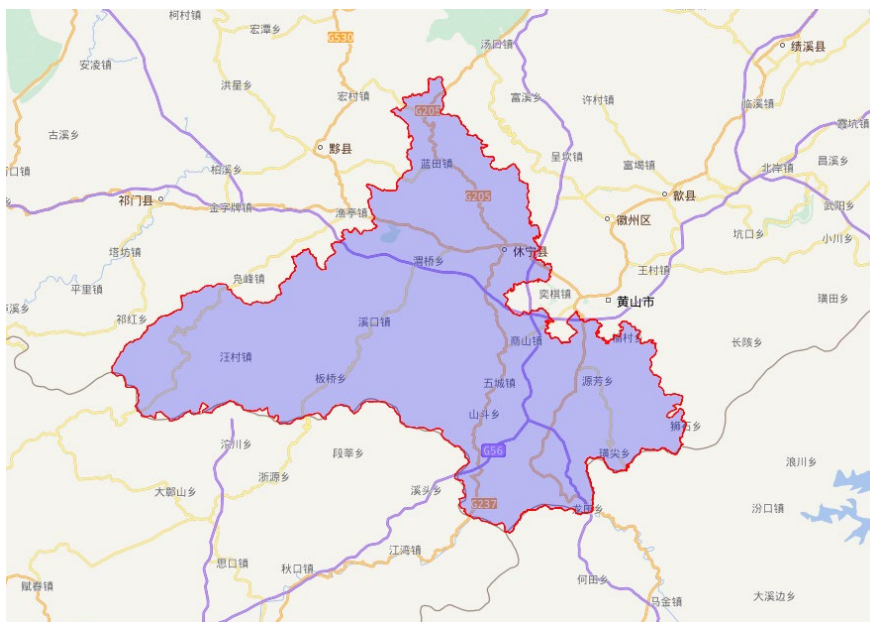 柯村镇
宏潭乡
G530
汤口镇
绩溪县
安凌镇
洪星乡
宏村镇
富溪乡
许村镇
临溪镇
G205
古溪乡
黟县
呈坎镇
北岸镇
昌溪乡
柏溪乡
蓝田镇
富堨镇
祁门县
金字牌镇
渔亭镇
G205
歙县
武阳乡
徽州区
坑口乡
小川乡
塔坊镇
休宁县
渭桥乡
王村镇
平里镇
凫峰镇
奕棋镇
黄山市
璜田乡
祁红乡
溪口镇
商山镇
榆村乡
长陔乡
汪村镇
板桥乡
五城镇
源芳乡
山斗乡
狮石乡
沱川乡
段莘乡
G56
璜尖乡
浪川乡
大鄣山乡
浙源乡
溪头乡
G237
龙田乡
汾口镇
江湾镇
思口镇
秋口镇
何田乡
赋春镇
马金镇
大溪边乡